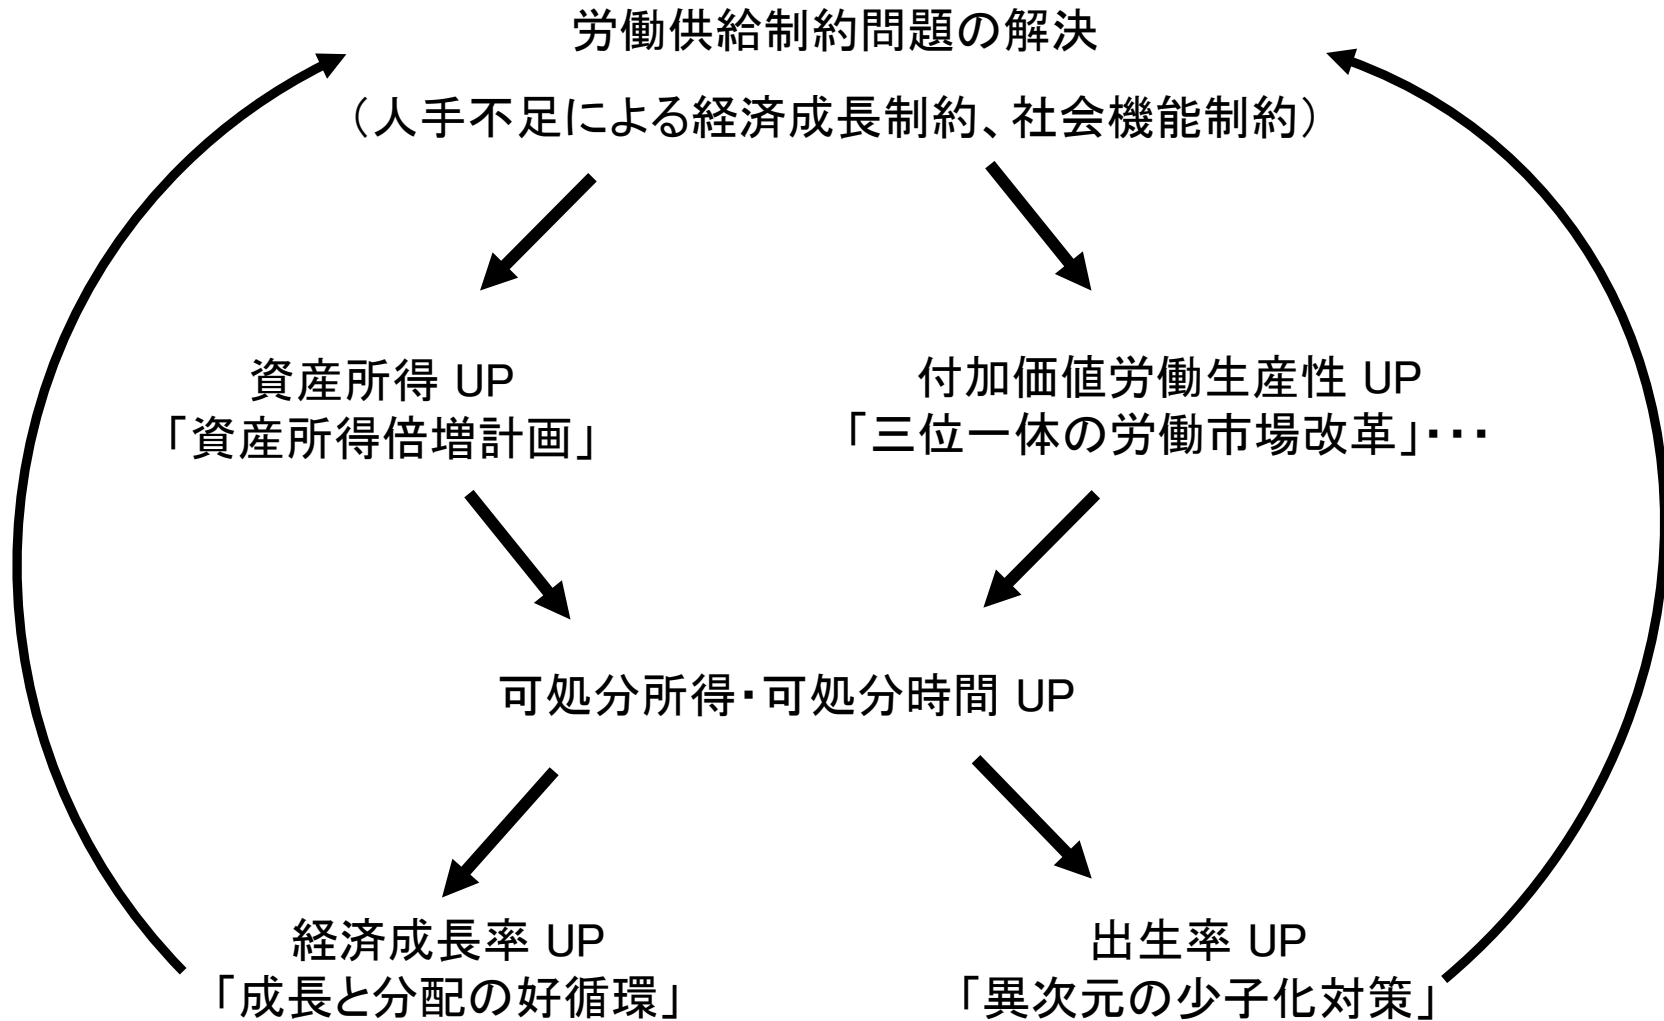 労働供給制約問題の解決
（人手不足による経済成長制約、社会機能制約）
資産所得 UP
「資産所得倍増計画」
付加価値労働生産性 UP
「三位一体の労働市場改革」･･･
可処分所得・可処分時間 UP
経済成長率 UP
「成長と分配の好循環」
出生率 UP
「異次元の少子化対策」